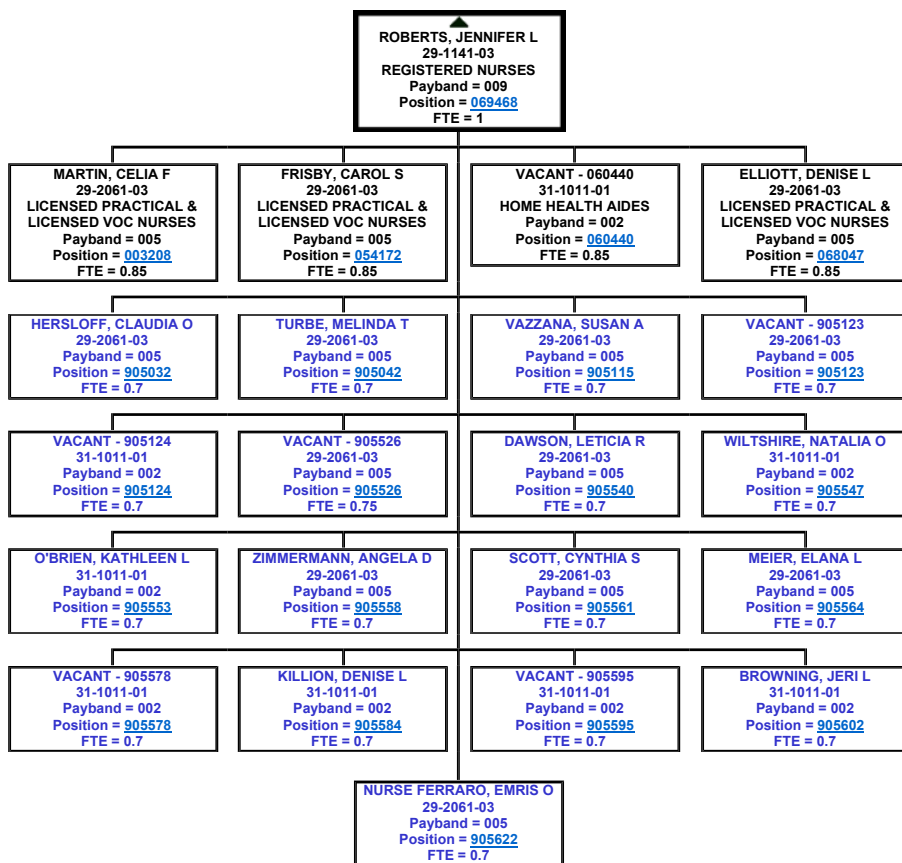 ROBERTS, JENNIFER L
29-1141-03
REGISTERED NURSES
Payband = 009
Position = 069468
FTE = 1
MARTIN, CELIA F
29-2061-03
LICENSED PRACTICAL &
LICENSED VOC NURSES
Payband = 005
Position = 003208
FTE = 0.85
FRISBY, CAROL S
29-2061-03
LICENSED PRACTICAL &
LICENSED VOC NURSES
Payband = 005
Position = 054172
FTE = 0.85
VACANT - 060440
31-1011-01
HOME HEALTH AIDES
Payband = 002
Position = 060440
FTE = 0.85
ELLIOTT, DENISE L
29-2061-03
LICENSED PRACTICAL &
LICENSED VOC NURSES
Payband = 005
Position = 068047
FTE = 0.85
HERSLOFF, CLAUDIA O
29-2061-03
Payband = 005
Position = 905032
FTE = 0.7
TURBE, MELINDA T
29-2061-03
Payband = 005
Position = 905042
FTE = 0.7
VAZZANA, SUSAN A
29-2061-03
Payband = 005
Position = 905115
FTE = 0.7
VACANT - 905123
29-2061-03
Payband = 005
Position = 905123
FTE = 0.7
VACANT - 905124
31-1011-01
Payband = 002
Position = 905124
FTE = 0.7
VACANT - 905526
29-2061-03
Payband = 005
Position = 905526
FTE = 0.75
DAWSON, LETICIA R
29-2061-03
Payband = 005
Position = 905540
FTE = 0.7
WILTSHIRE, NATALIA O
31-1011-01
Payband = 002
Position = 905547
FTE = 0.7
O'BRIEN, KATHLEEN L
31-1011-01
Payband = 002
Position = 905553
FTE = 0.7
ZIMMERMANN, ANGELA D
29-2061-03
Payband = 005
Position = 905558
FTE = 0.7
SCOTT, CYNTHIA S
29-2061-03
Payband = 005
Position = 905561
FTE = 0.7
MEIER, ELANA L
29-2061-03
Payband = 005
Position = 905564
FTE = 0.7
VACANT - 905578
31-1011-01
Payband = 002
Position = 905578
FTE = 0.7
KILLION, DENISE L
31-1011-01
Payband = 002
Position = 905584
FTE = 0.7
VACANT - 905595
31-1011-01
Payband = 002
Position = 905595
FTE = 0.7
BROWNING, JERI L
31-1011-01
Payband = 002
Position = 905602
FTE = 0.7
NURSE FERRARO, EMRIS O
29-2061-03
Payband = 005
Position = 905622
FTE = 0.7